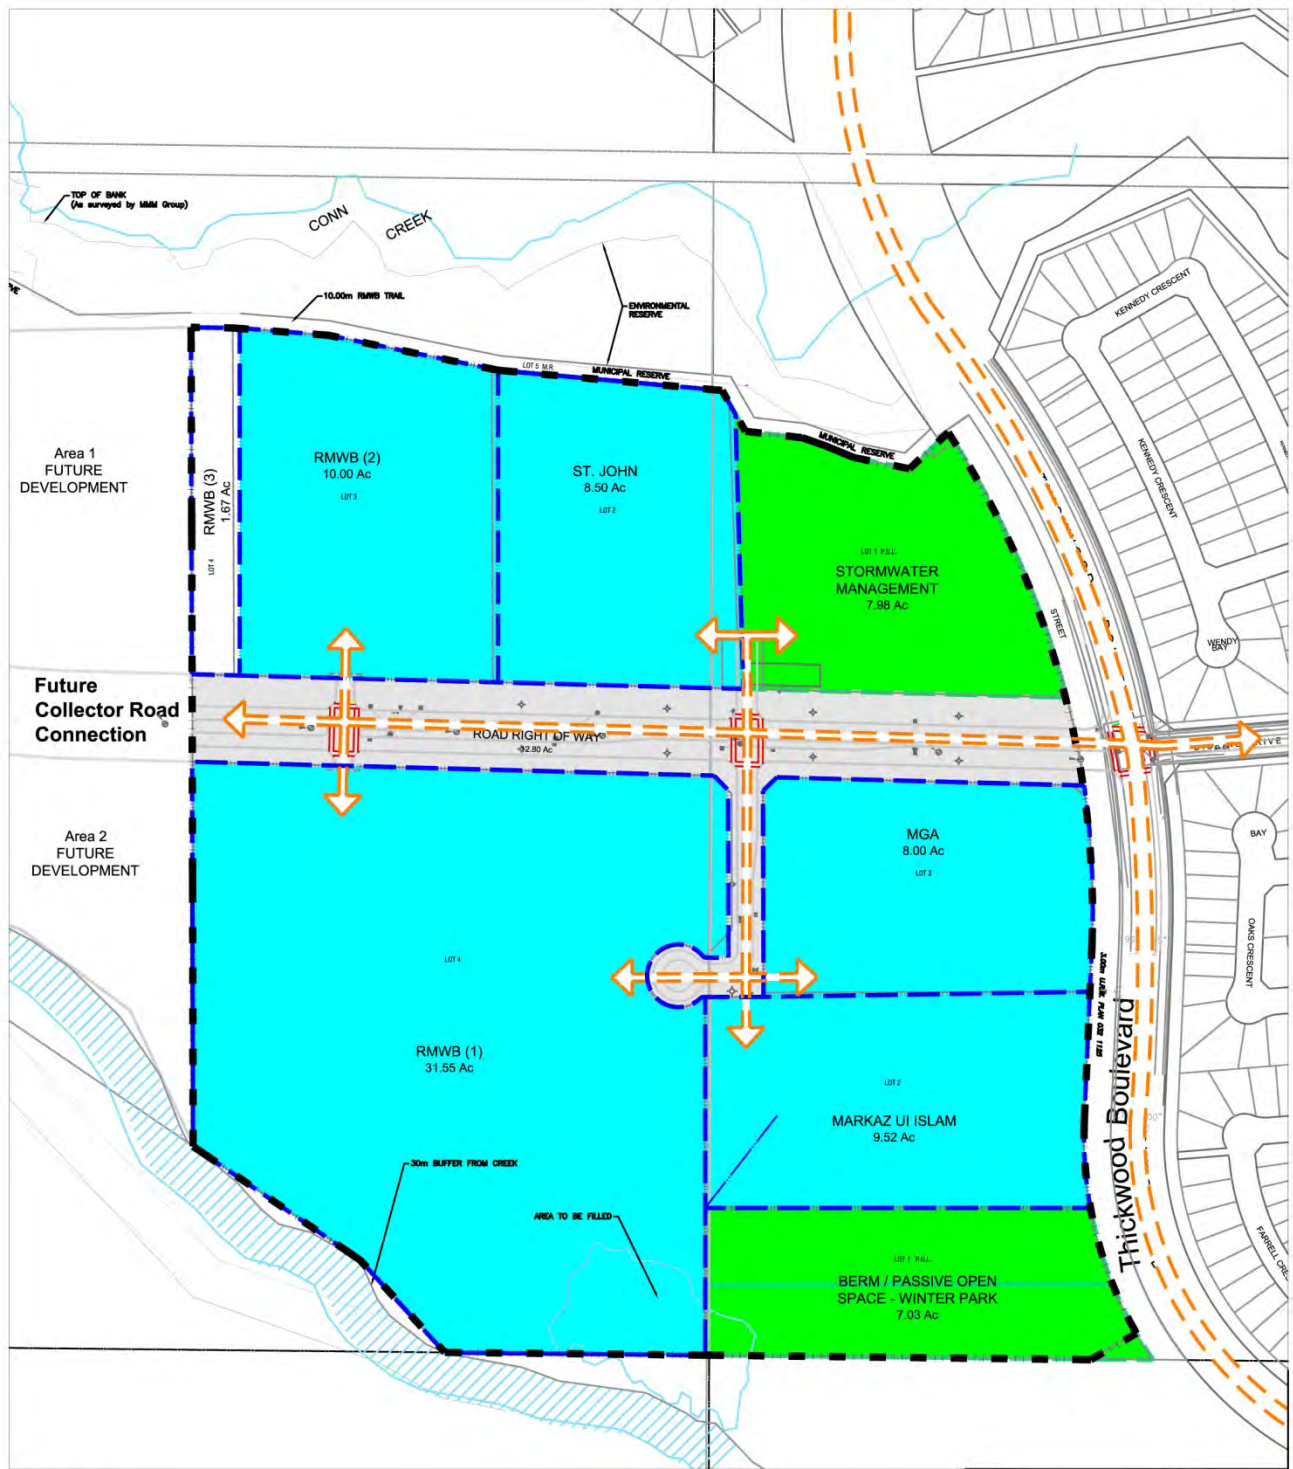 TOP OF BANK
(As surveyed by MMM Group)
CONN
CREEK
KENNEDY CRESCENT
10.00m RMWB TRAIL
ENVIRONMENTAL
RESERVE
LOT 5 M.R.
MUNICIPAL RESERVE
MUNICIPAL RESERVE
KENNEDY CRESCENT
Area 1
FUTURE
DEVELOPMENT
RMWB (3)
1.67 Ac
LOT 4
RMWB (2)
10.00 Ac
LOT 3
ST. JOHN
8.50 Ac
LOT 2
LOT 1 P.U.L.
STORMWATER
MANAGEMENT
7.98 Ac
STREET
WENDY
BAY
Future
Collector Road
Connection
ROAD RIGHT OF WAY
12.80 Ac
Area 2
FUTURE
DEVELOPMENT
MGA
8.00 Ac
LOT 3
BAY
OAKS CRESCENT
LOT 4
RMWB (1)
31.55 Ac
LOT 2
MARKAZ UI ISLAM
9.52 Ac
Thickwood Boulevard
30m BUFFER FROM CREEK
AREA TO BE FILLED
LOT 1 P.U.L.
BERM / PASSIVE OPEN
SPACE - WINTER PARK
7.03 Ac